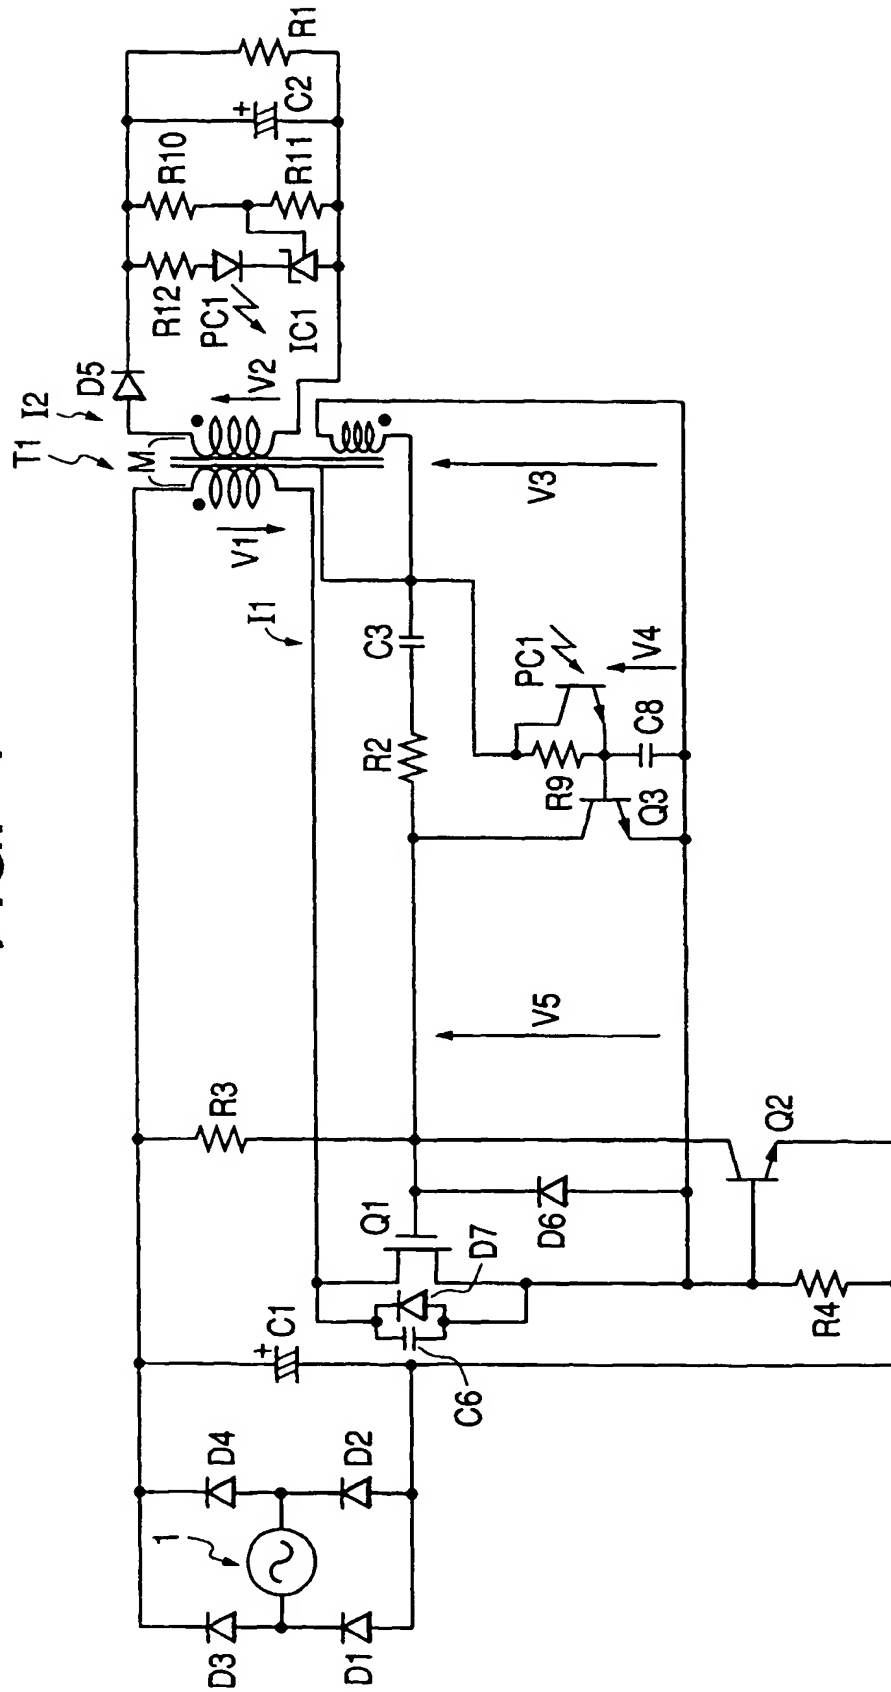 T1
I2
M
D5
R12
PC1
R10
IC1
R11
C2
R1
V1
V2
V3
I1
C3
R2
PC1
V4
R9
C8
Q3
V5
R3
Q1
D7
D6
Q2
R4
C1
C6
1
D4
D2
D3
D1
+
+